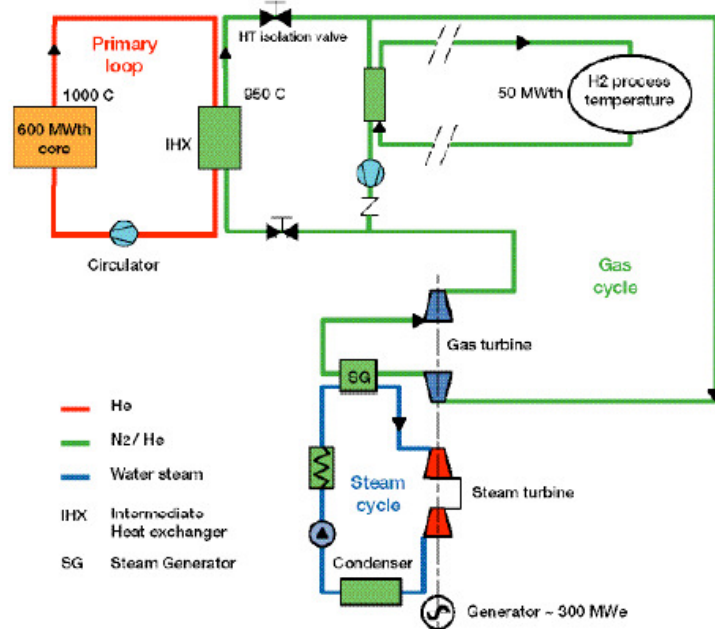 HT isolation valve
Primary
loop
1000 C
950 C
600 MWth
core
IHX
50 MWth
H2 process
temperature
Circulator
Gas
cycle
Gas turbine
SG
He
N2 / He
Water steam
IHX Intermediate
Heat exchanger
SG Steam Generator
Steam
cycle
Steam turbine
Condenser
Generator ~ 300 MWe